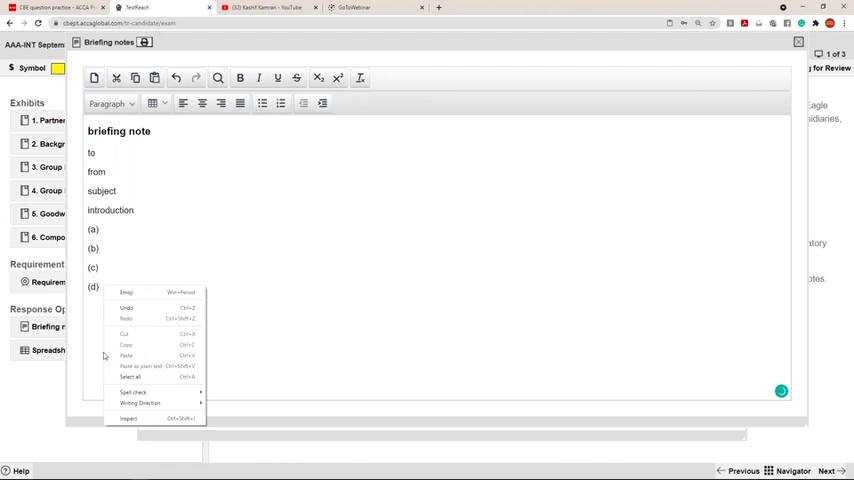 CBE question practice - ACCA Pr
TestReach
(32) Kashif Kamran - YouTube
GoToWebinar
cbept.accaglobal.com/tr-candidate/exam
AAA-INT Septem
Briefing notes
1 of 3
$ Symbol
g for Review
Paragraph
Exhibits
1. Partner
2. Backgr
3. Group
4. Group
5. Goodw
6. Compo
Requirement
Requirem
Response Op
Briefing n
Spreadsh
briefing note
to
from
subject
introduction
(a)
(b)
(c)
(d)
Emoji Win+Period
Undo Ctrl+Z
Redo Ctrl+Shift+Z
Cut Ctrl+X
Copy Ctrl+C
Paste Ctrl+V
Paste as plain text Ctrl+Shift+V
Select all Ctrl+A
Spell check
Writing Direction
Inspect Ctrl+Shift+I
Eagle
sidiaries,
atory
otes.
Help
Previous
Navigator
Next